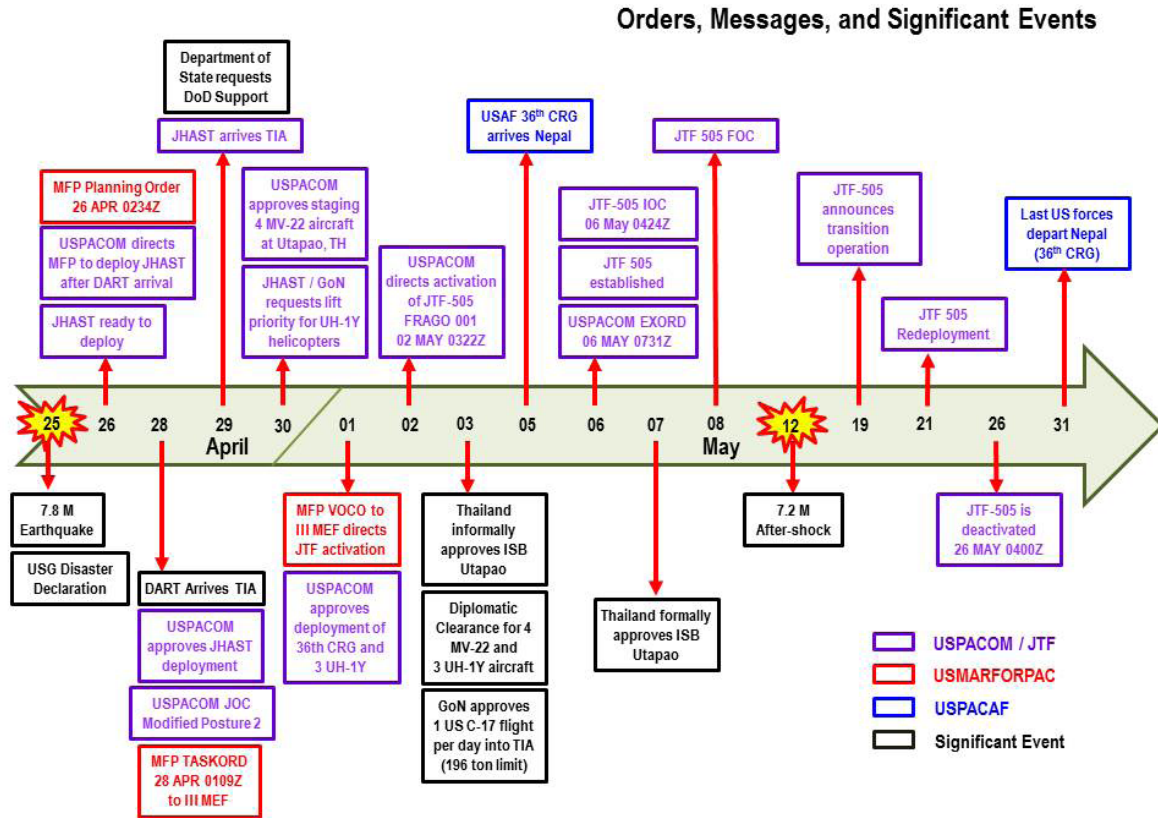 Orders, Messages, and Significant Events
Department of
State requests
DoD Support
JHAST arrives TIA
MFP Planning Order
26 APR 0234Z
USPACOM directs
MFP to deploy JHAST
after DART arrival
JHAST ready to
deploy
USPACOM
approves staging
4 MV-22 aircraft
at Utapao, TH
JHAST / GoN
requests lift
priority for UH-1Y
helicopters
USPACOM
directs activation
of JTF-505
FRAGO 001
02 MAY 0322Z
USAF 36th CRG
arrives Nepal
JTF-505 IOC
06 May 0424Z
JTF 505
established
USPACOM EXORD
06 MAY 0731Z
JTF 505 FOC
JTF-505
announces
transition
operation
JTF 505
Redeployment
Last US forces
depart Nepal
(36th CRG)
25
26
28
29
30
01
02
03
05
06
07
08
12
19
21
26
31
April
May
7.8 M
Earthquake
USG Disaster
Declaration
DART Arrives TIA
USPACOM
approves JHAST
deployment
USPACOM JOC
Modified Posture 2
MFP TASKORD
28 APR 0109Z
to III MEF
MFP VOCO to
III MEF directs
JTF activation
USPACOM
approves
deployment of
36th CRG and
3 UH-1Y
Thailand
informally
approves ISB
Utapao
Diplomatic
Clearance for 4
MV-22 and
3 UH-1Y aircraft
GoN approves
1 US C-17 flight
per day into TIA
(196 ton limit)
Thailand formally
approves ISB
Utapao
7.2 M
After-shock
JTF-505 is
deactivated
26 MAY 0400Z
USPACOM / JTF
USMARFORPAC
USPACAF
Significant Event